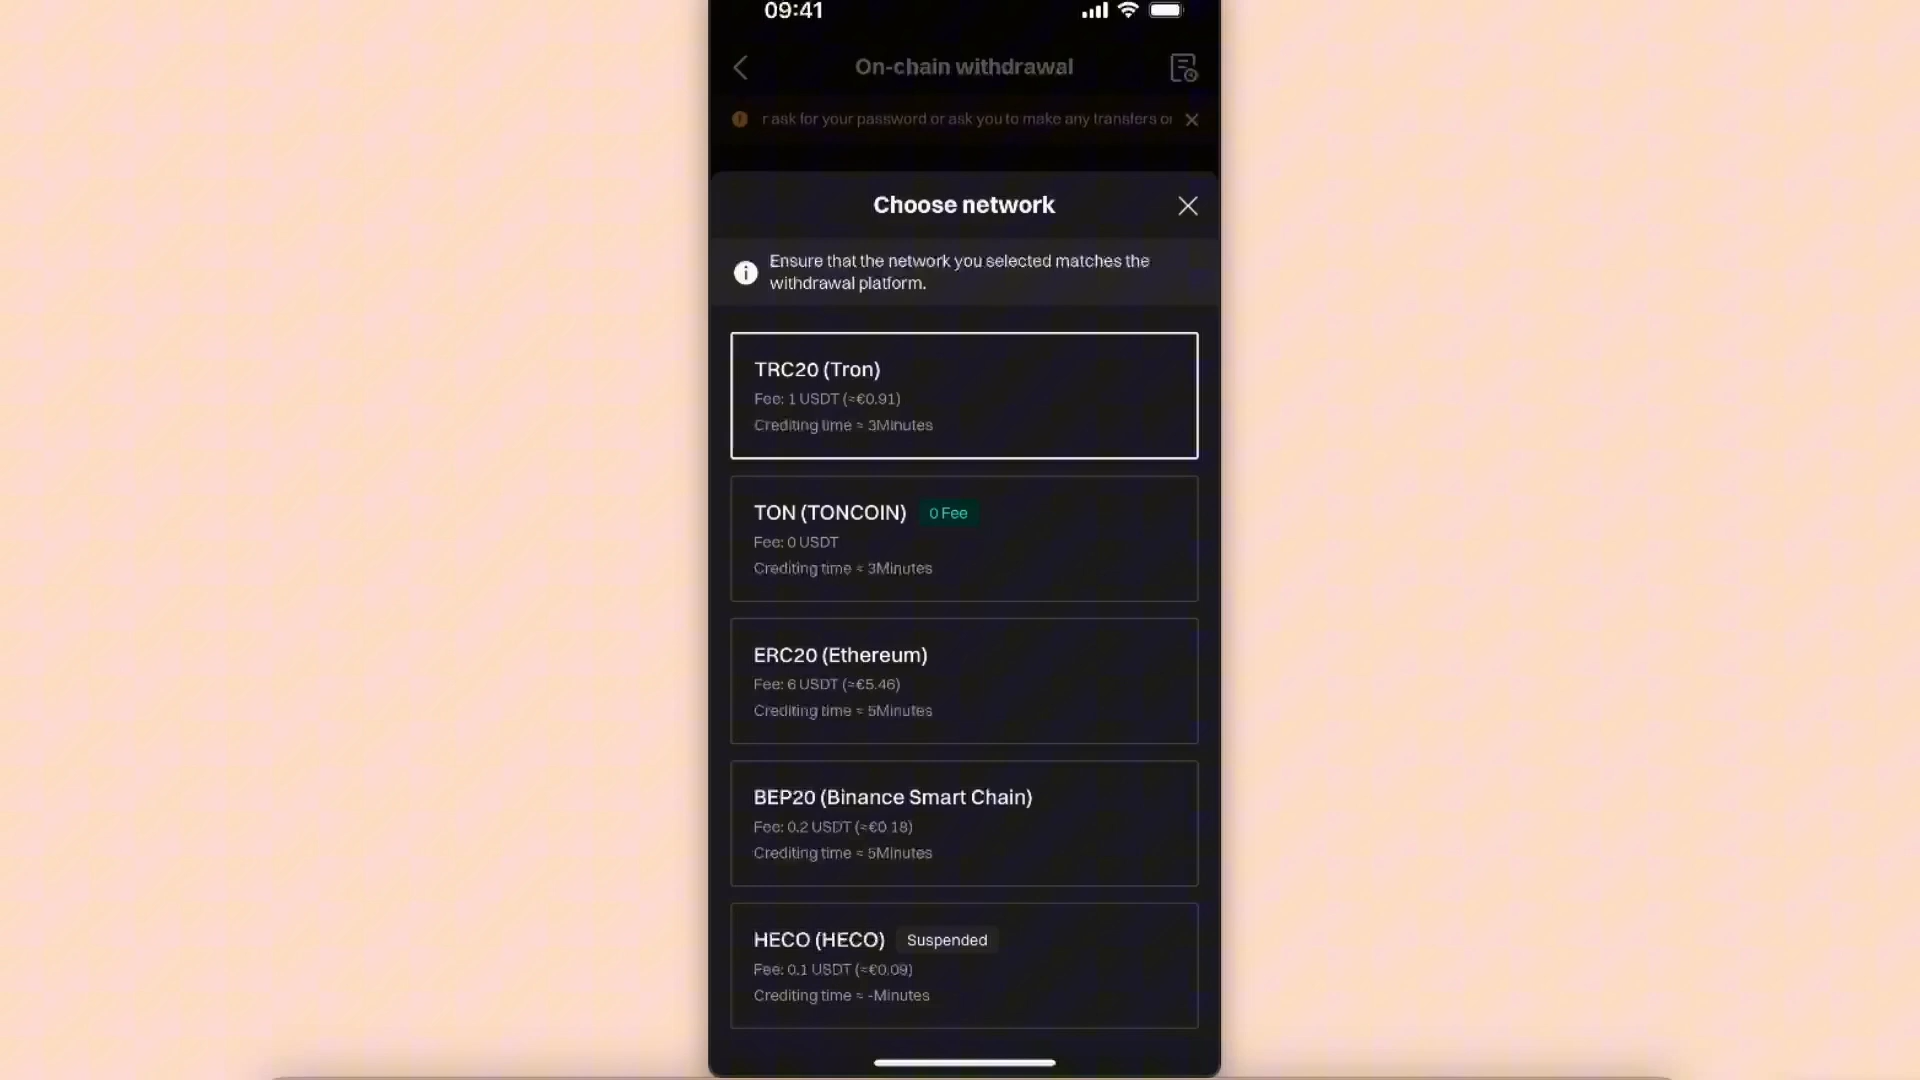 09:41
On-chain withdrawal
r ask for your password or ask you to make any transfers or
Choose network
Ensure that the network you selected matches the
withdrawal platform.
TRC20 (Tron)
Fee: 1 USDT (≈€0.91)
Crediting time ≈ 3Minutes
TON (TONCOIN) 0 Fee
Fee: 0 USDT
Crediting time ≈ 3Minutes
ERC20 (Ethereum)
Fee: 6 USDT (≈€5.46)
Crediting time ≈ 5Minutes
BEP20 (Binance Smart Chain)
Fee: 0.2 USDT (≈€0.18)
Crediting time ≈ 5Minutes
HECO (HECO) Suspended
Fee: 0.1 USDT (≈€0.09)
Crediting time ≈ -Minutes